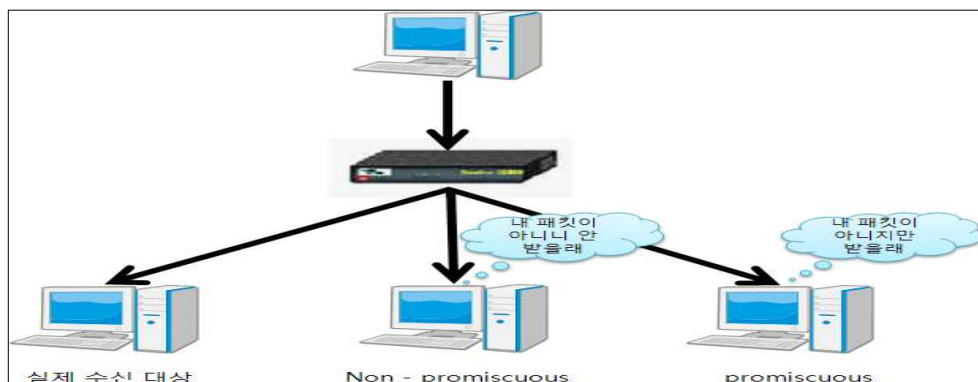 내 패킷이
아니니 안
받을래
내 패킷이
아니지만
받을래
실제 수신 대상
Non - promiscuous
promiscuous